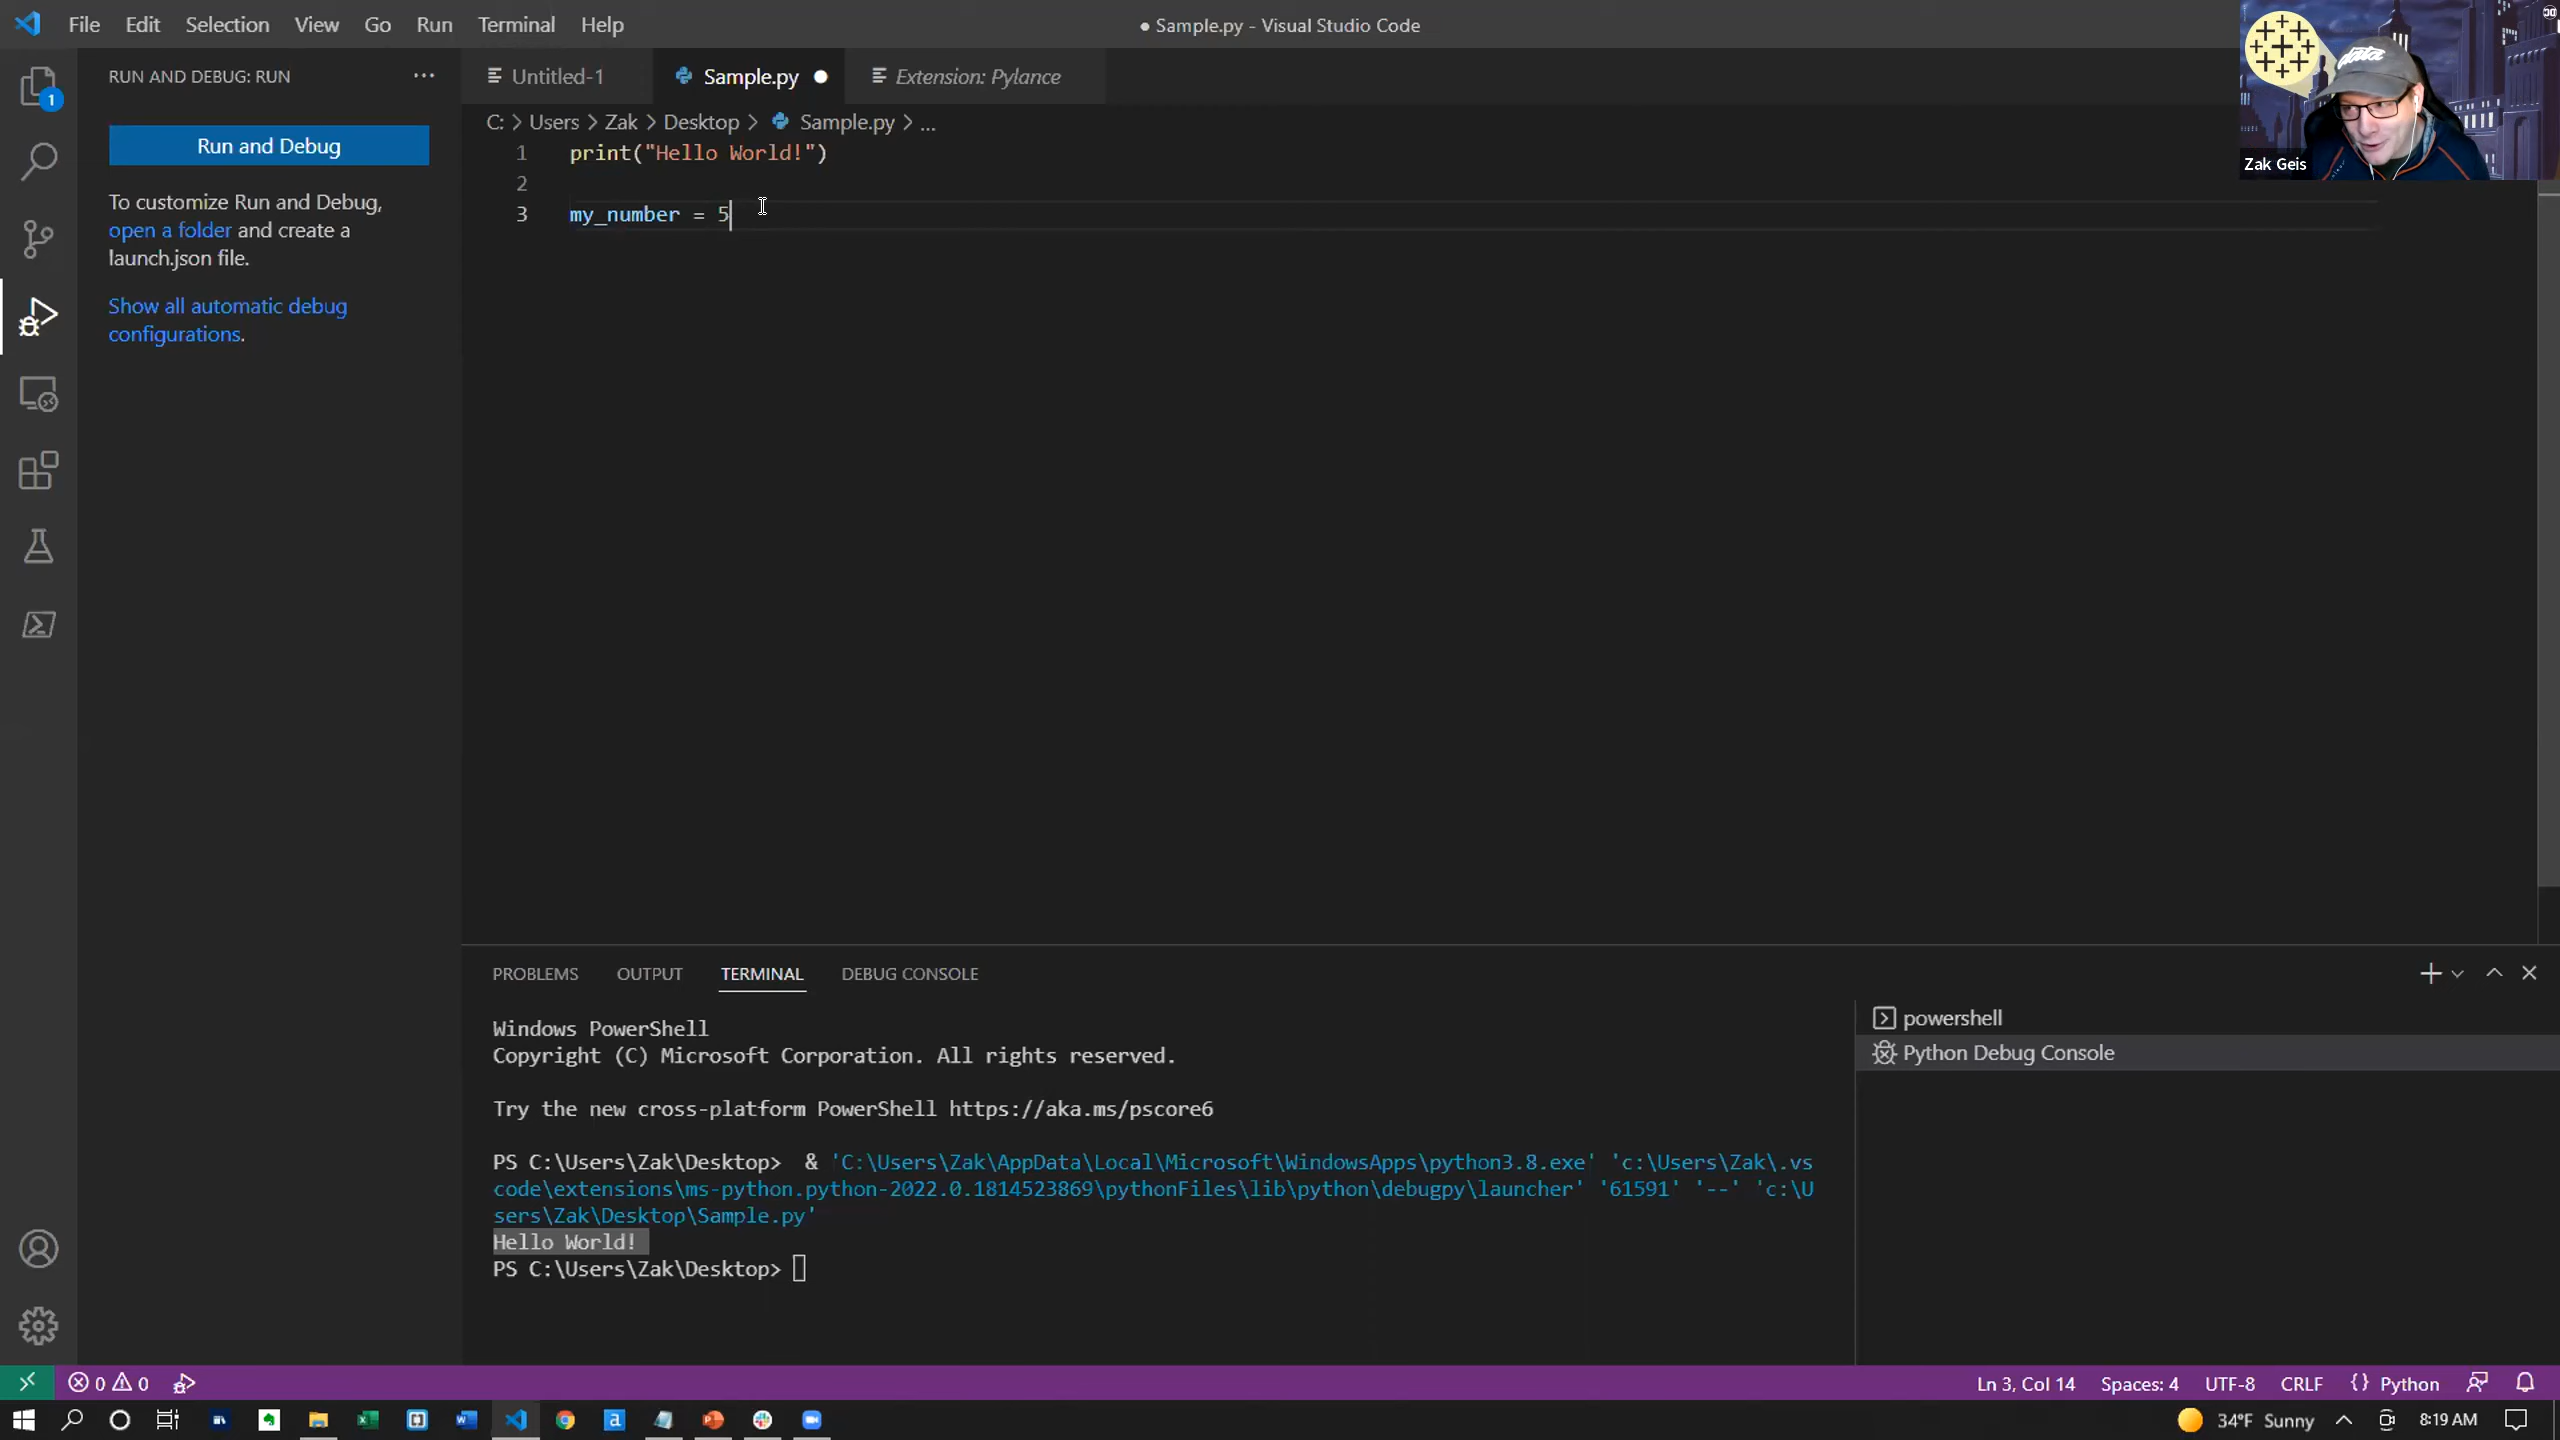 File Edit Selection View Go Run Terminal Help
● Sample.py - Visual Studio Code
RUN AND DEBUG: RUN ...
Untitled-1 Sample.py Extension: Pylance
Run and Debug
C: > Users > Zak > Desktop > Sample.py > ...
To customize Run and Debug,
open a folder and create a
launch.json file.
Show all automatic debug
configurations.
1 print("Hello World!")
2
3 my_number = 5
Zak Geis
1
PROBLEMS OUTPUT TERMINAL DEBUG CONSOLE
Windows PowerShell
Copyright (C) Microsoft Corporation. All rights reserved.
Try the new cross-platform PowerShell https://aka.ms/pscore6
PS C:\Users\Zak\Desktop>  & 'C:\Users\Zak\AppData\Local\Microsoft\WindowsApps\python3.8.exe' 'c:\Users\Zak\.vs
code\extensions\ms-python.python-2022.0.1814523869\pythonFiles\lib\python\debugpy\launcher' '61591' '--' 'c:\U
sers\Zak\Desktop\Sample.py'
Hello World!
PS C:\Users\Zak\Desktop>
powershell
Python Debug Console
0 0
Ln 3, Col 14 Spaces: 4 UTF-8 CRLF {} Python
34°F Sunny 8:19 AM